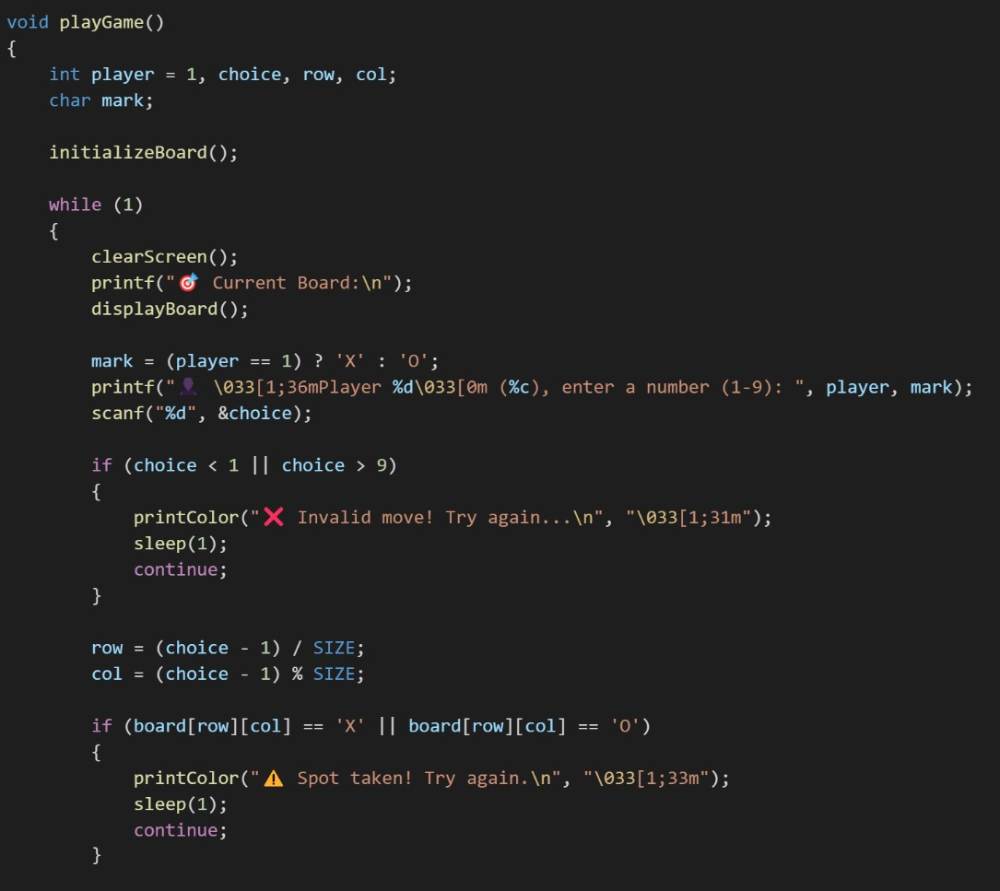 void playGame()
{
    int player = 1, choice, row, col;
    char mark;

    initializeBoard();

    while (1)
    {
        clearScreen();
        printf("🎯 Current Board:\n");
        displayBoard();

        mark = (player == 1) ? 'X' : 'O';
        printf("👤 \033[1;36mPlayer %d\033[0m (%c), enter a number (1-9): ", player, mark);
        scanf("%d", &choice);

        if (choice < 1 || choice > 9)
        {
            printColor("❌ Invalid move! Try again...\n", "\033[1;31m");
            sleep(1);
            continue;
        }

        row = (choice - 1) / SIZE;
        col = (choice - 1) % SIZE;

        if (board[row][col] == 'X' || board[row][col] == 'O')
        {
            printColor("⚠️ Spot taken! Try again.\n", "\033[1;33m");
            sleep(1);
            continue;
        }